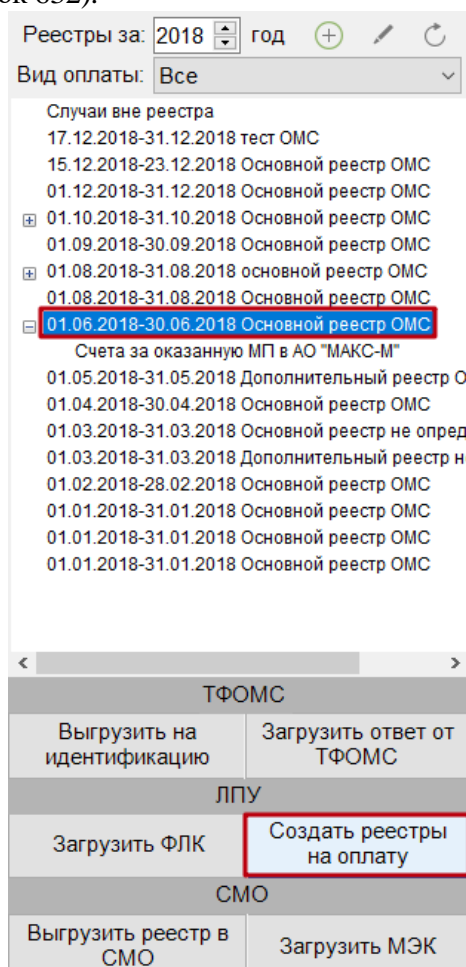 ок 632).
Реестры за: 2018 год
Вид оплаты: Все
Случаи вне реестра
17.12.2018-31.12.2018 тест ОМС
15.12.2018-23.12.2018 Основной реестр ОМС
01.12.2018-31.12.2018 Основной реестр ОМС
01.10.2018-31.10.2018 Основной реестр ОМС
01.09.2018-30.09.2018 Основной реестр ОМС
01.08.2018-31.08.2018 основной реестр ОМС
01.08.2018-31.08.2018 Основной реестр ОМС
01.06.2018-30.06.2018 Основной реестр ОМС
Счета за оказанную МП в АО "МАКС-М"
01.05.2018-31.05.2018 Дополнительный реестр О
01.04.2018-30.04.2018 Основной реестр ОМС
01.03.2018-31.03.2018 Основной реестр не опред
01.03.2018-31.03.2018 Дополнительный реестр н
01.02.2018-28.02.2018 Основной реестр ОМС
01.01.2018-31.01.2018 Основной реестр ОМС
01.01.2018-31.01.2018 Основной реестр ОМС
01.01.2018-31.01.2018 Основной реестр ОМС
ТФОМС
Выгрузить на идентификацию
Загрузить ответ от ТФОМС
ЛПУ
Загрузить ФЛК
Создать реестры на оплату
СМО
Выгрузить реестр в СМО
Загрузить МЭК